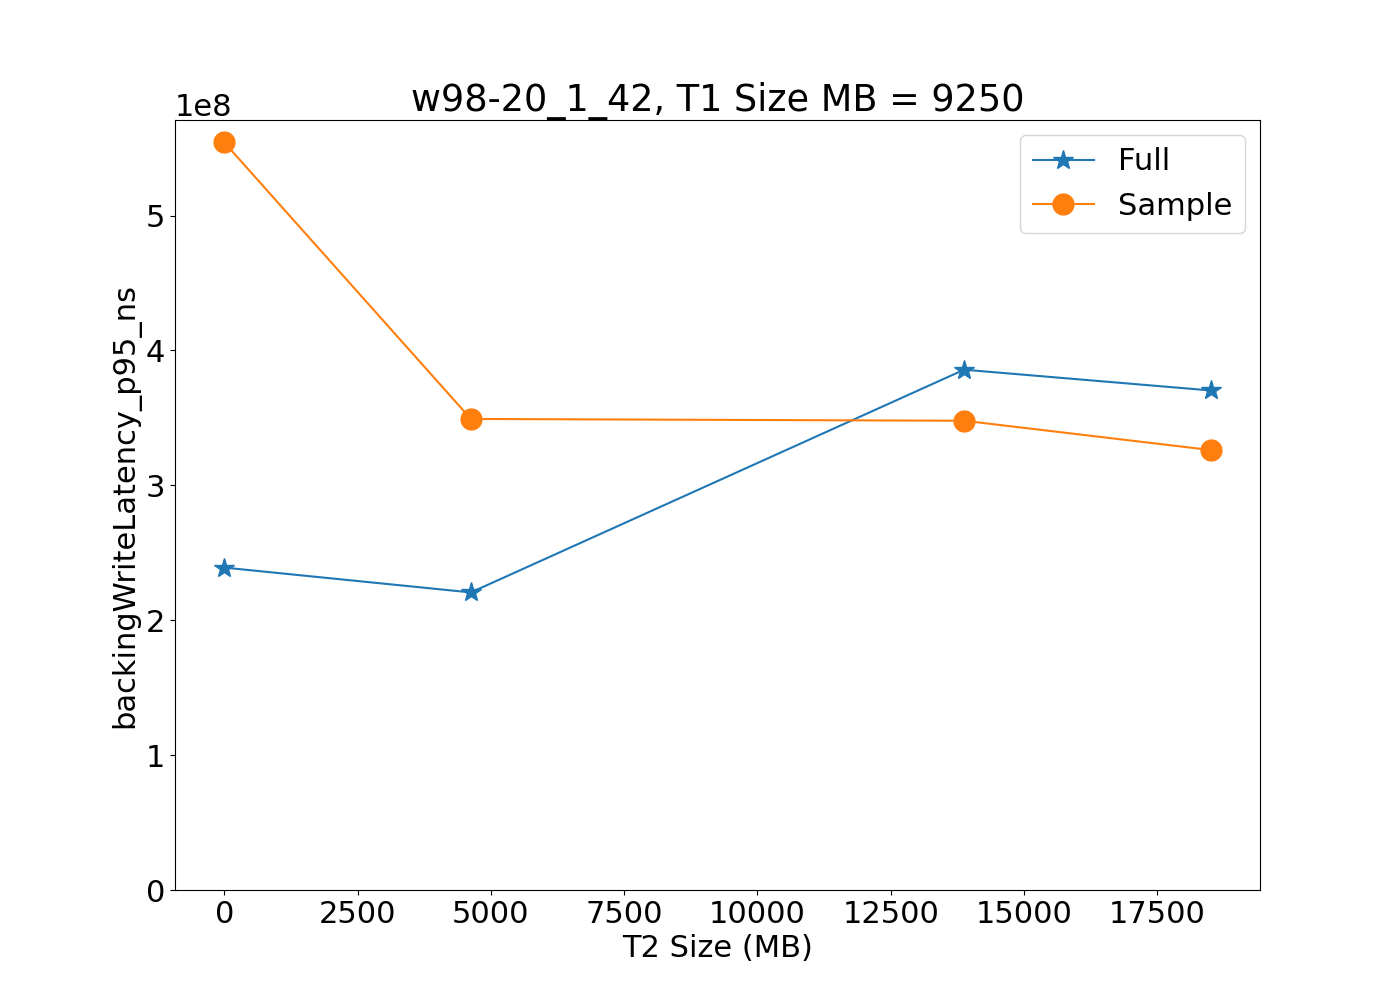 w98-20_1_42, T1 Size MB = 9250
1e8
Full
Sample
5
4
3
2
1
0
backingWriteLatency_p95_ns
0 2500 5000 7500 10000 12500 15000 17500
T2 Size (MB)